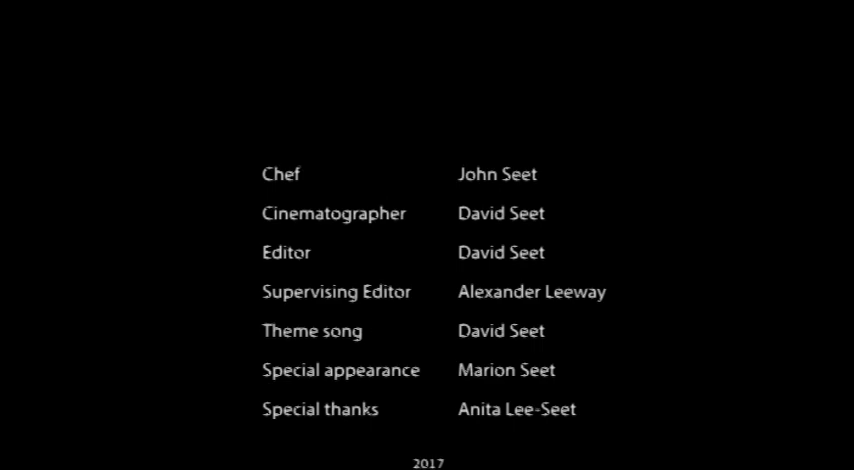 Chef John Seet
Cinematographer David Seet
Editor David Seet
Supervising Editor Alexander Leeway
Theme song David Seet
Special appearance Marion Seet
Special thanks Anita Lee-Seet
2017